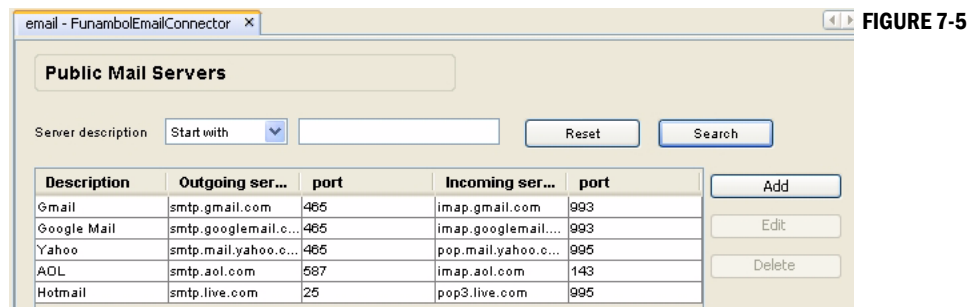 email - FunambolEmailConnector ×
FIGURE 7-5
Public Mail Servers
Server description Start with Reset Search
Description Outgoing ser... port Incoming ser... port
Add
Gmail smtp.gmail.com 465 imap.gmail.com 993
Google Mail smtp.googlemail.c... 465 imap.googlemail.... 993
Edit
Yahoo smtp.mail.yahoo.c... 465 pop.mail.yahoo.c... 995
AOL smtp.aol.com 587 imap.aol.com 143
Delete
Hotmail smtp.live.com 25 pop3.live.com 995